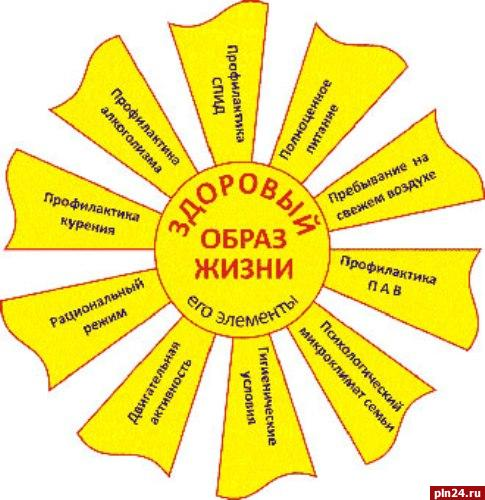 ЗДОРОВЫЙ
ОБРАЗ
ЖИЗНИ
его элементы
Профилактика
СПИД
Полноценное
питание
Пребывание на
свежем воздухе
Профилактика
П А В
Психологический
микроклимат семьи
Гигиенические
условия
Двигательная
активность
Рациональный
режим
Профилактика
курения
Профилактика
алкоголизма
pln24.ru